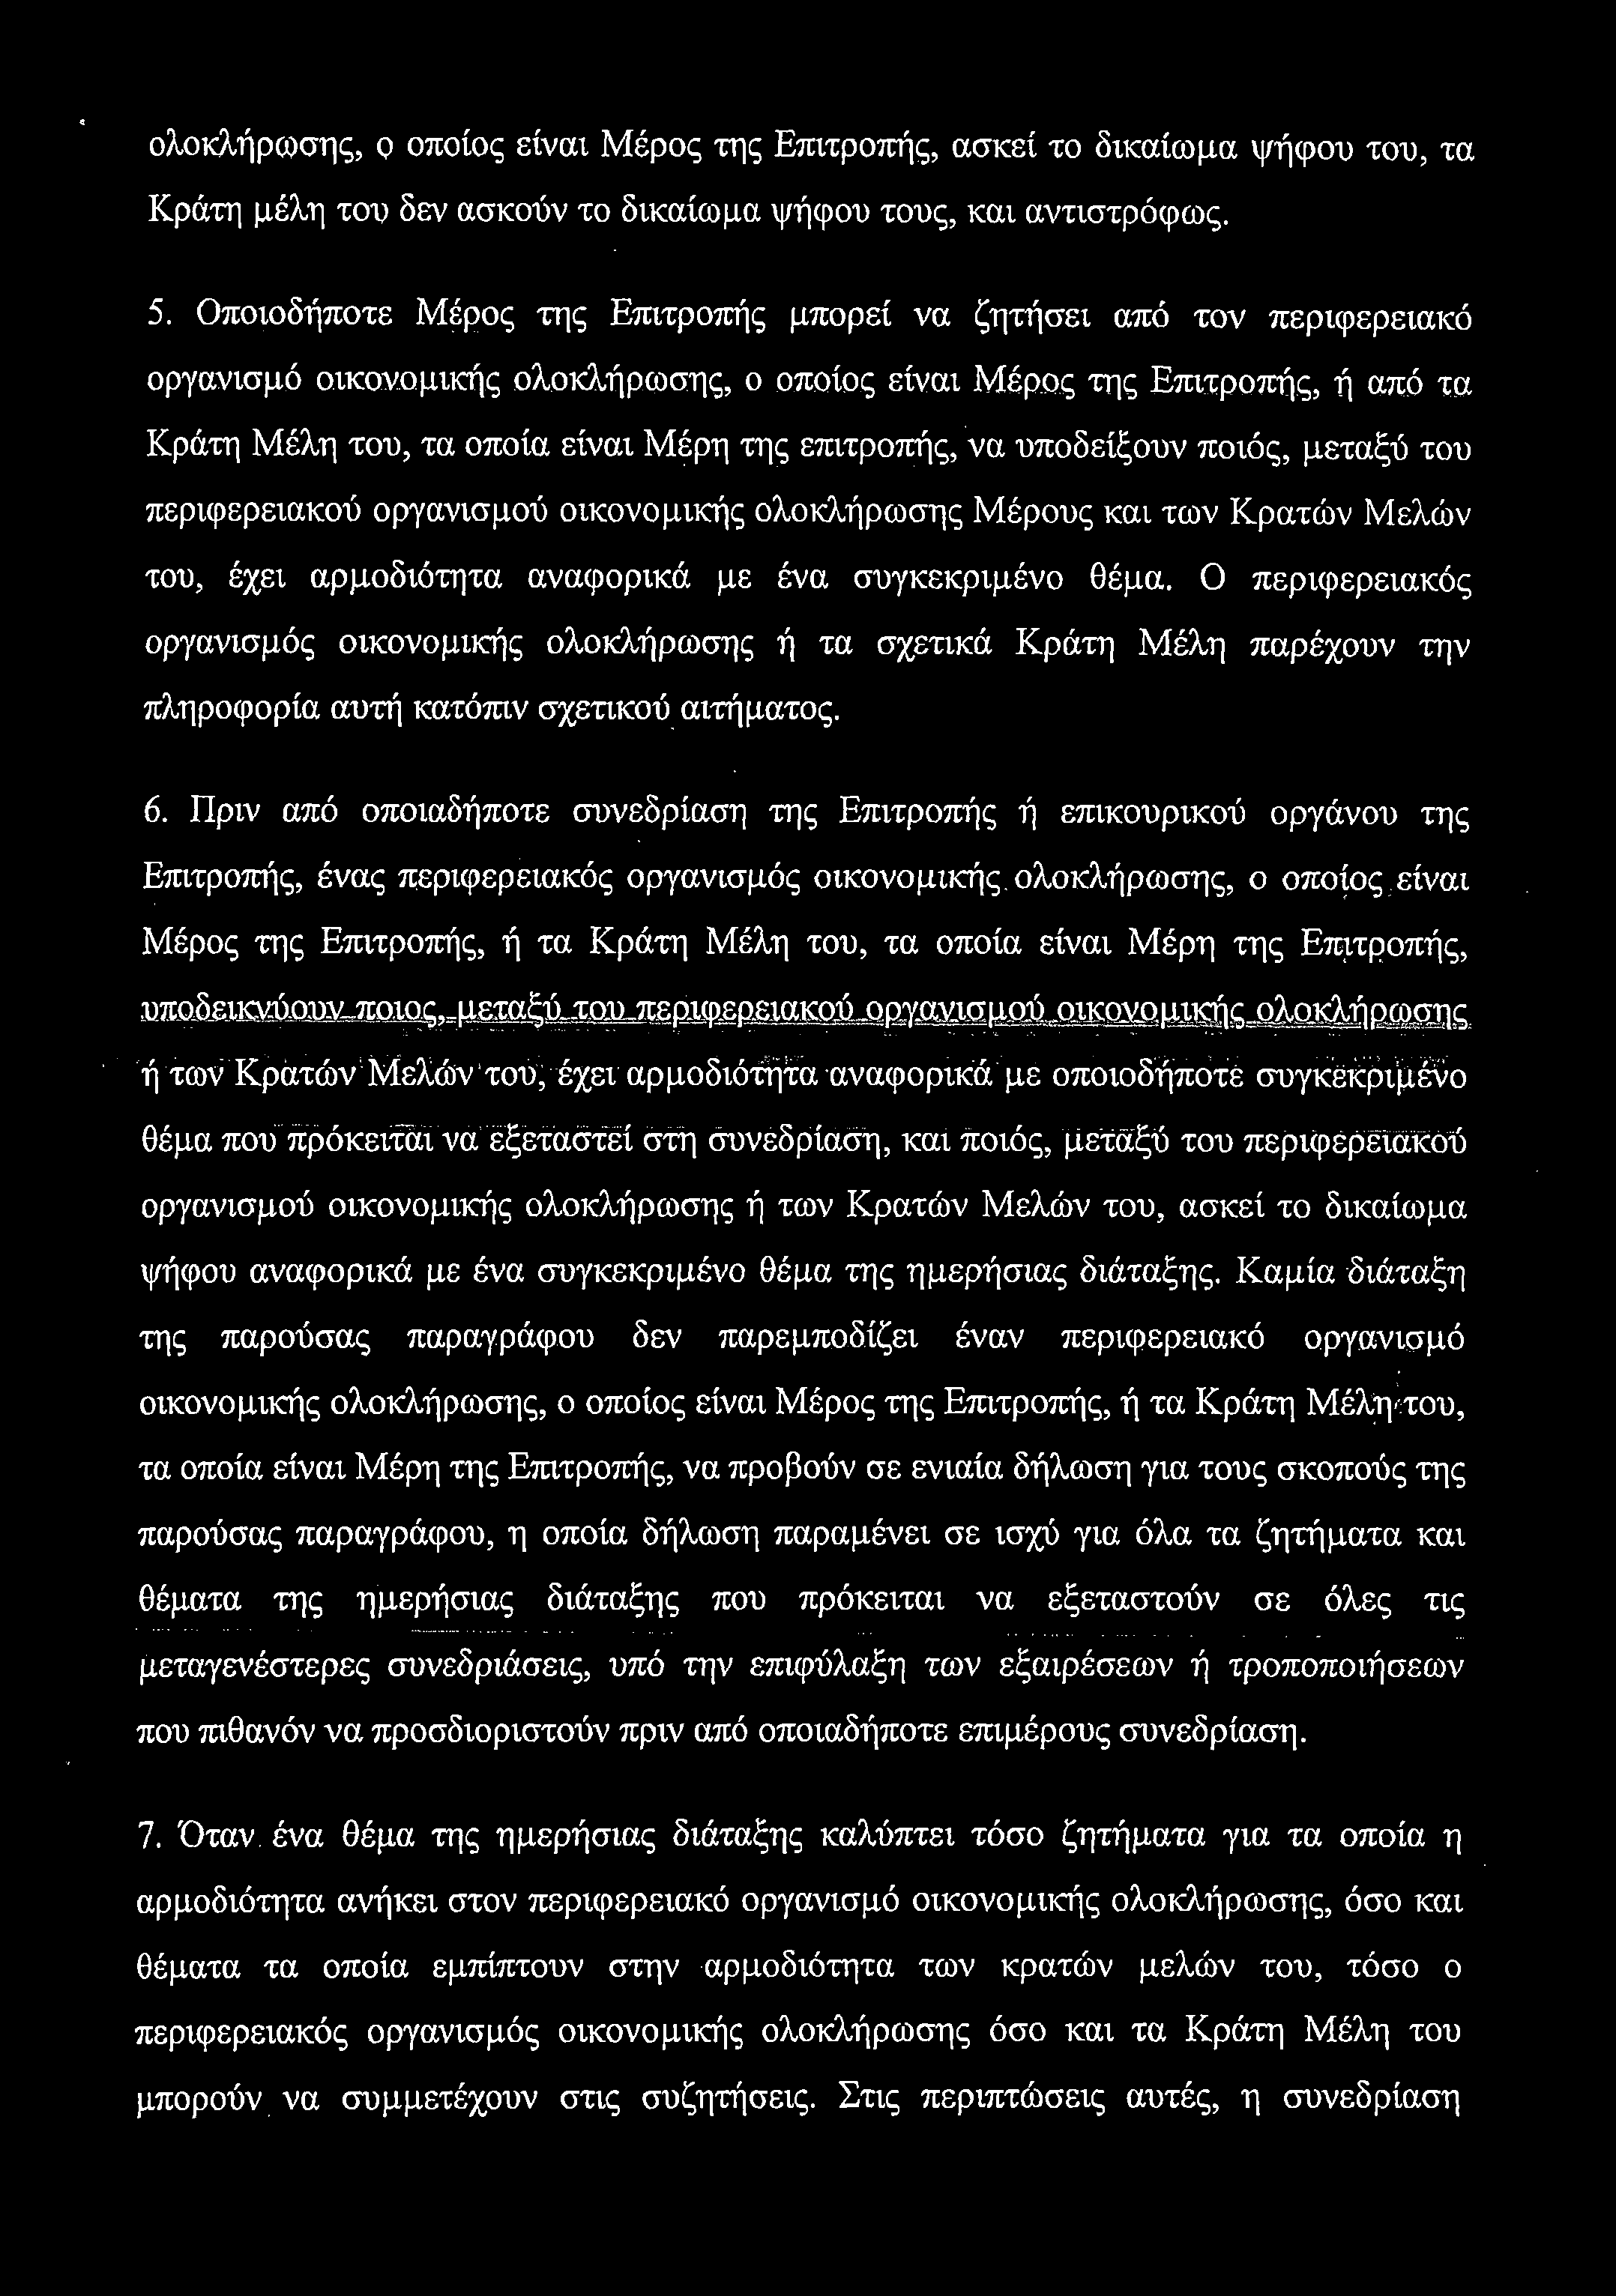 ολοκλήρωσης, ο οποίος είναι Μέρος της Επιτροπής, ασκεί το δικαίωμα ψήφου του, τα
Κράτη μέλη του δεν ασκούν το δικαίωμα ψήφου τους, και αντιστρόφως.
5. Οποιοδήποτε Μέρος της Επιτροπής μπορεί να ζητήσει από τον περιφερειακό
οργανισμό οικονομικής ολοκλήρωσης, ο οποίος είναι Μέρος της Επιτροπής, ή από τα
Κράτη Μέλη του, τα οποία είναι Μέρη της επιτροπής, να υποδείξουν ποιός, μεταξύ του
περιφερειακού οργανισμού οικονομικής ολοκλήρωσης Μέρους και των Κρατών Μελών
του, έχει αρμοδιότητα αναφορικά με ένα συγκεκριμένο θέμα. Ο περιφερειακός
οργανισμός οικονομικής ολοκλήρωσης ή τα σχετικά Κράτη Μέλη παρέχουν την
πληροφορία αυτή κατόπιν σχετικού αιτήματος.
6. Πριν από οποιαδήποτε συνεδρίαση της Επιτροπής ή επικουρικού οργάνου της
Επιτροπής, ένας περιφερειακός οργανισμός οικονομικής ολοκλήρωσης, ο οποίος είναι
Μέρος της Επιτροπής, ή τα Κράτη Μέλη του, τα οποία είναι Μέρη της Επιτροπής,
υποδεικνύουν ποιος, μεταξύ του περιφερειακού οργανισμού οικονομικής ολοκλήρωσης
ή των Κρατών Μελών του, έχει αρμοδιότητα αναφορικά με οποιοδήποτε συγκεκριμένο
θέμα που πρόκειται να εξεταστεί στη συνεδρίαση, και ποιός, μεταξύ του περιφερειακού
οργανισμού οικονομικής ολοκλήρωσης ή των Κρατών Μελών του, ασκεί το δικαίωμα
ψήφου αναφορικά με ένα συγκεκριμένο θέμα της ημερήσιας διάταξης. Καμία διάταξη
της παρούσας παραγράφου δεν παρεμποδίζει έναν περιφερειακό οργανισμό
οικονομικής ολοκλήρωσης, ο οποίος είναι Μέρος της Επιτροπής, ή τα Κράτη Μέλη του,
τα οποία είναι Μέρη της Επιτροπής, να προβούν σε ενιαία δήλωση για τους σκοπούς της
παρούσας παραγράφου, η οποία δήλωση παραμένει σε ισχύ για όλα τα ζητήματα και
θέματα της ημερήσιας διάταξης που πρόκειται να εξεταστούν σε όλες τις
μεταγενέστερες συνεδριάσεις, υπό την επιφύλαξη των εξαιρέσεων ή τροποποιήσεων
που πιθανόν να προσδιοριστούν πριν από οποιαδήποτε επιμέρους συνεδρίαση.
7. Όταν ένα θέμα της ημερήσιας διάταξης καλύπτει τόσο ζητήματα για τα οποία η
αρμοδιότητα ανήκει στον περιφερειακό οργανισμό οικονομικής ολοκλήρωσης, όσο και
θέματα τα οποία εμπίπτουν στην αρμοδιότητα των κρατών μελών του, τόσο ο
περιφερειακός οργανισμός οικονομικής ολοκλήρωσης όσο και τα Κράτη Μέλη του
μπορούν να συμμετέχουν στις συζητήσεις. Στις περιπτώσεις αυτές, η συνεδρίαση